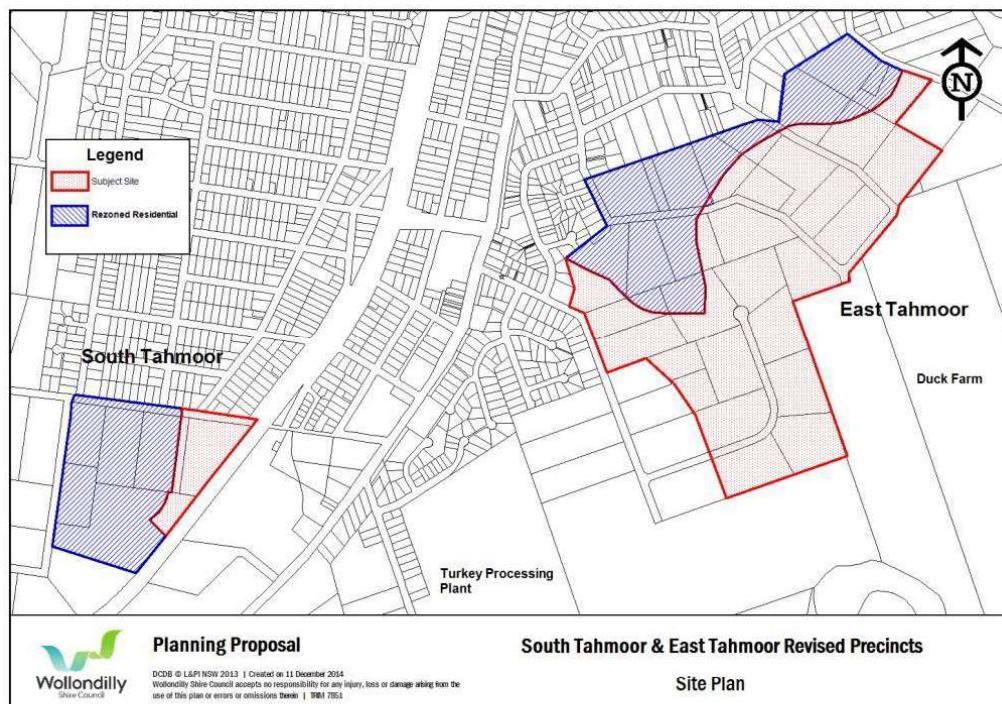 N
Legend
Subject Site
Rezoned Residential
South Tahmoor
East Tahmoor
Duck Farm
Turkey Processing
Plant
Wollondilly
Shire Council
Planning Proposal
DCDB © L&PI NSW 2013 | Created on 11 December 2014
Wollondilly Shire Council accepts no responsibility for any injury, loss or damage arising from the
use of this plan or errors or omissions therein | TRIM 7851
South Tahmoor & East Tahmoor Revised Precincts
Site Plan